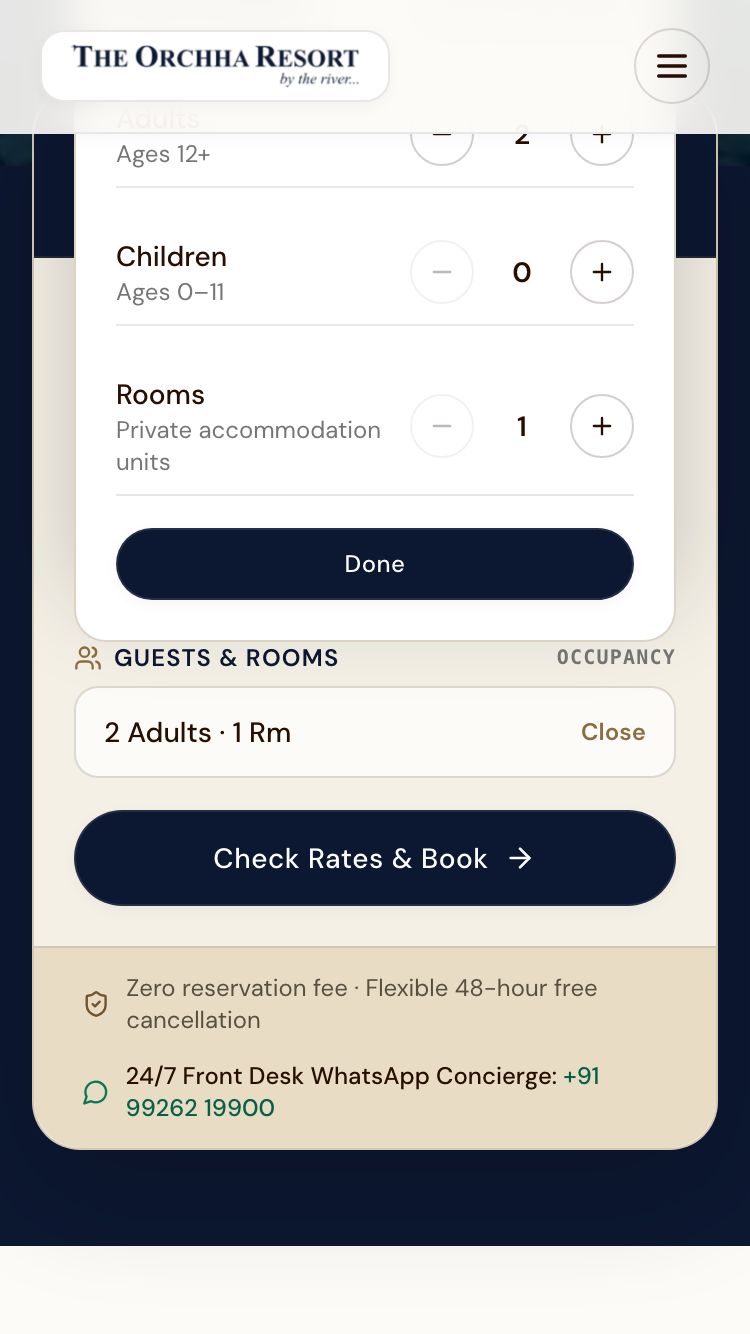 THE ORCHHA RESORT
by the river...
Adults
Ages 12+
2
Children
Ages 0–11
0
Rooms
Private accommodation
units
1
Done
GUESTS & ROOMS
OCCUPANCY
2 Adults · 1 Rm
Close
Check Rates & Book →
Zero reservation fee · Flexible 48-hour free
cancellation
24/7 Front Desk WhatsApp Concierge: +91
99262 19900